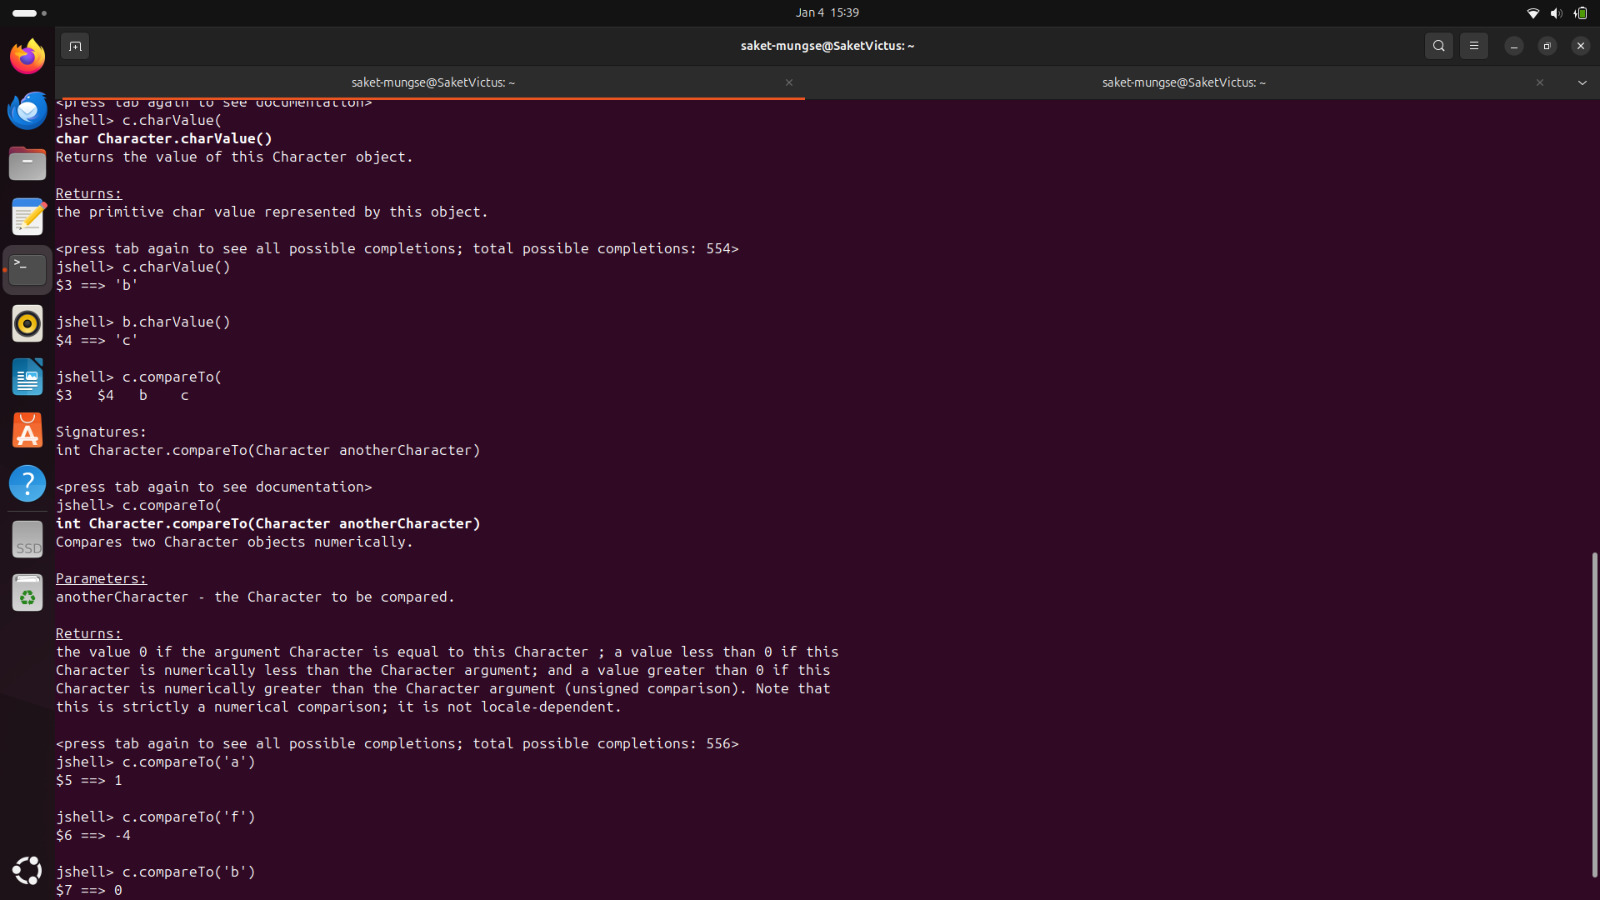 Jan 4 15:39
saket-mungse@SaketVictus: ~
saket-mungse@SaketVictus: ~
saket-mungse@SaketVictus: ~
<press tab again to see documentation>
jshell> c.charValue(
char Character.charValue()
Returns the value of this Character object.
Returns:
the primitive char value represented by this object.
<press tab again to see all possible completions; total possible completions: 554>
jshell> c.charValue()
$3 ==> 'b'
jshell> b.charValue()
$4 ==> 'c'
jshell> c.compareTo(
$3   $4   b    c
Signatures:
int Character.compareTo(Character anotherCharacter)
<press tab again to see documentation>
jshell> c.compareTo(
int Character.compareTo(Character anotherCharacter)
Compares two Character objects numerically.
Parameters:
anotherCharacter - the Character to be compared.
Returns:
the value 0 if the argument Character is equal to this Character ; a value less than 0 if this
Character is numerically less than the Character argument; and a value greater than 0 if this
Character is numerically greater than the Character argument (unsigned comparison). Note that
this is strictly a numerical comparison; it is not locale-dependent.
<press tab again to see all possible completions; total possible completions: 556>
jshell> c.compareTo('a')
$5 ==> 1
jshell> c.compareTo('f')
$6 ==> -4
jshell> c.compareTo('b')
$7 ==> 0
SSD